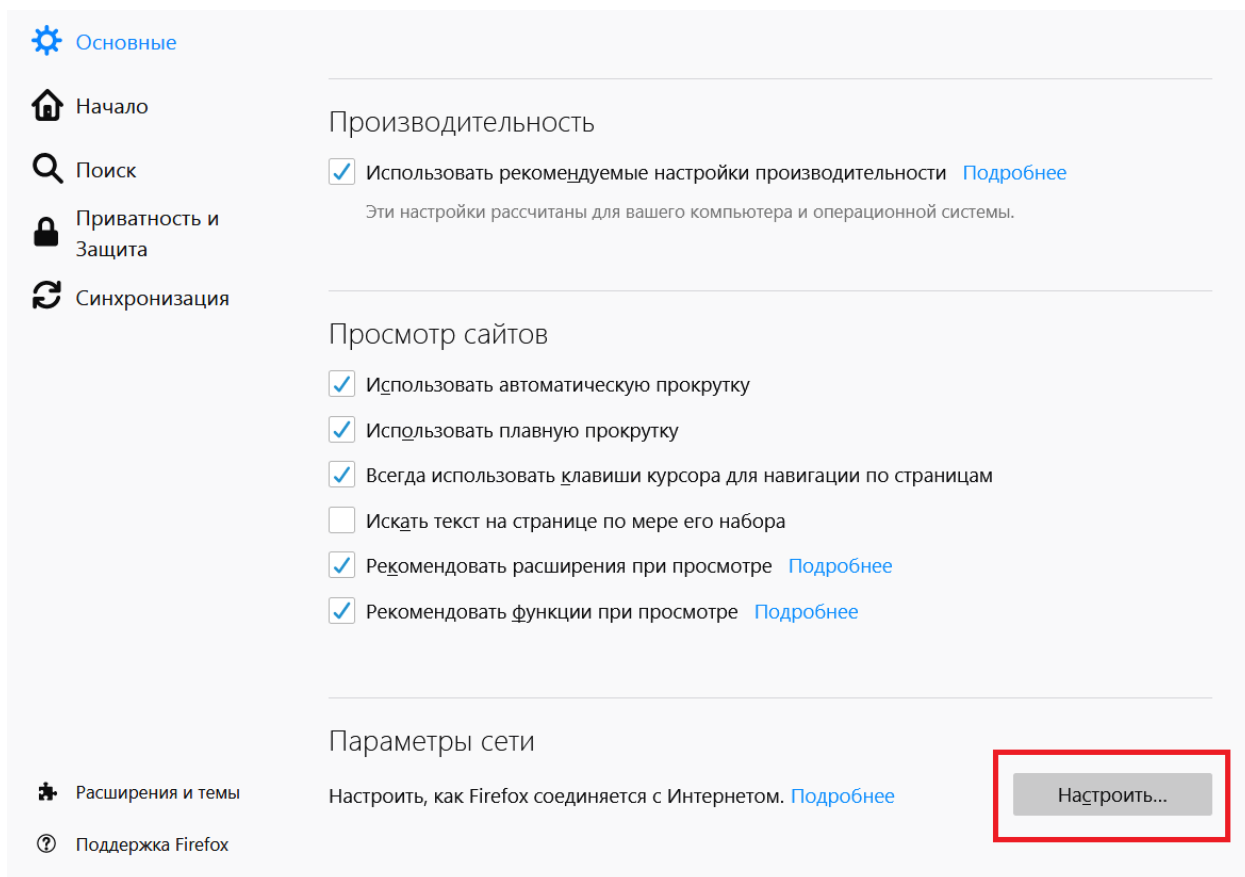 Основные
Начало
Поиск
Приватность и
Защита
Синхронизация
Расширения и темы
Поддержка Firefox
Производительность
Использовать рекомендуемые настройки производительности Подробнее
Эти настройки рассчитаны для вашего компьютера и операционной системы.
Просмотр сайтов
Использовать автоматическую прокрутку
Использовать плавную прокрутку
Всегда использовать клавиши курсора для навигации по страницам
Искать текст на странице по мере его набора
Рекомендовать расширения при просмотре Подробнее
Рекомендовать функции при просмотре Подробнее
Параметры сети
Настроить, как Firefox соединяется с Интернетом. Подробнее
Настроить...